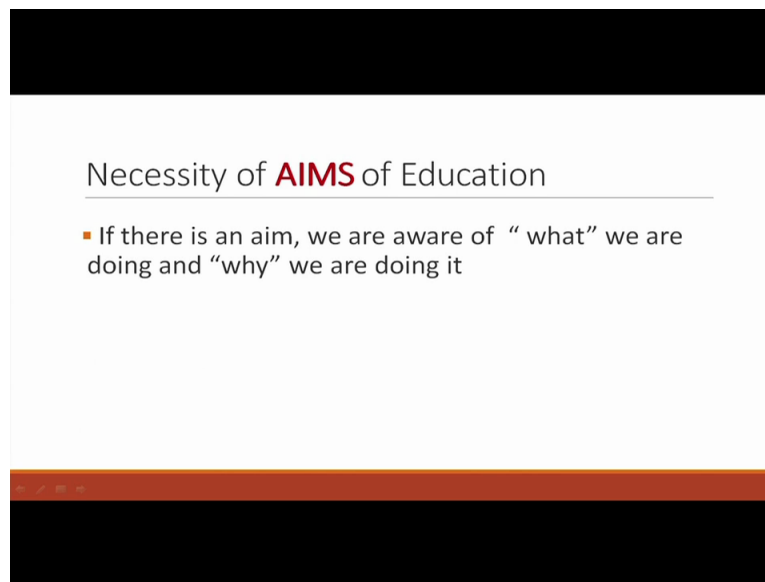 Necessity of AIMS of Education
If there is an aim, we are aware of “ what” we are
doing and “why” we are doing it